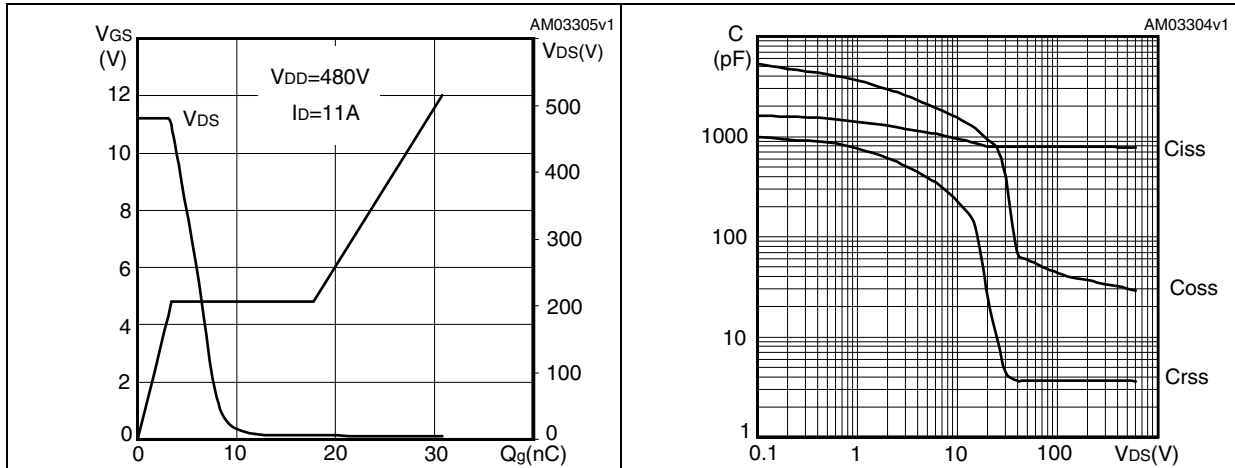 AM03305v1
VGS
(V)
VDS(V)
VDD=480V
ID=11A
VDS
12
10
8
6
4
2
0
500
400
300
200
100
0
0
10
20
30
Qg(nC)
AM03304v1
C
(pF)
1000
100
10
1
0.1
1
10
100
VDS(V)
Ciss
Coss
Crss